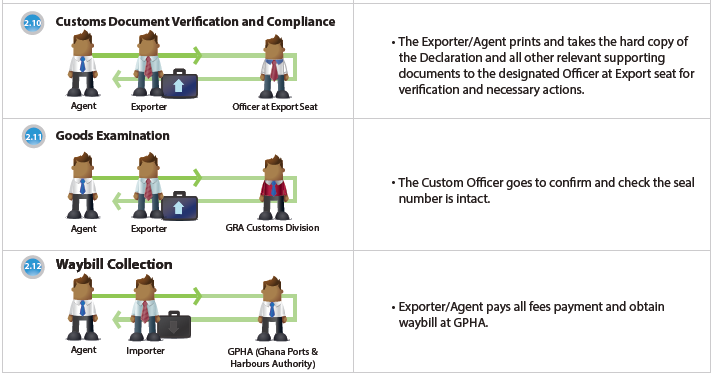 2.10 Customs Document Verification and Compliance
Agent
Exporter
Officer at Export Seat
• The Exporter/Agent prints and takes the hard copy of
the Declaration and all other relevant supporting
documents to the designated Officer at Export seat for
verification and necessary actions.
2.11 Goods Examination
Agent
Exporter
GRA Customs Division
• The Custom Officer goes to confirm and check the seal
number is intact.
2.12 Waybill Collection
Agent
Importer
GPHA (Ghana Ports &
Harbours Authority)
• Exporter/Agent pays all fees payment and obtain
waybill at GPHA.